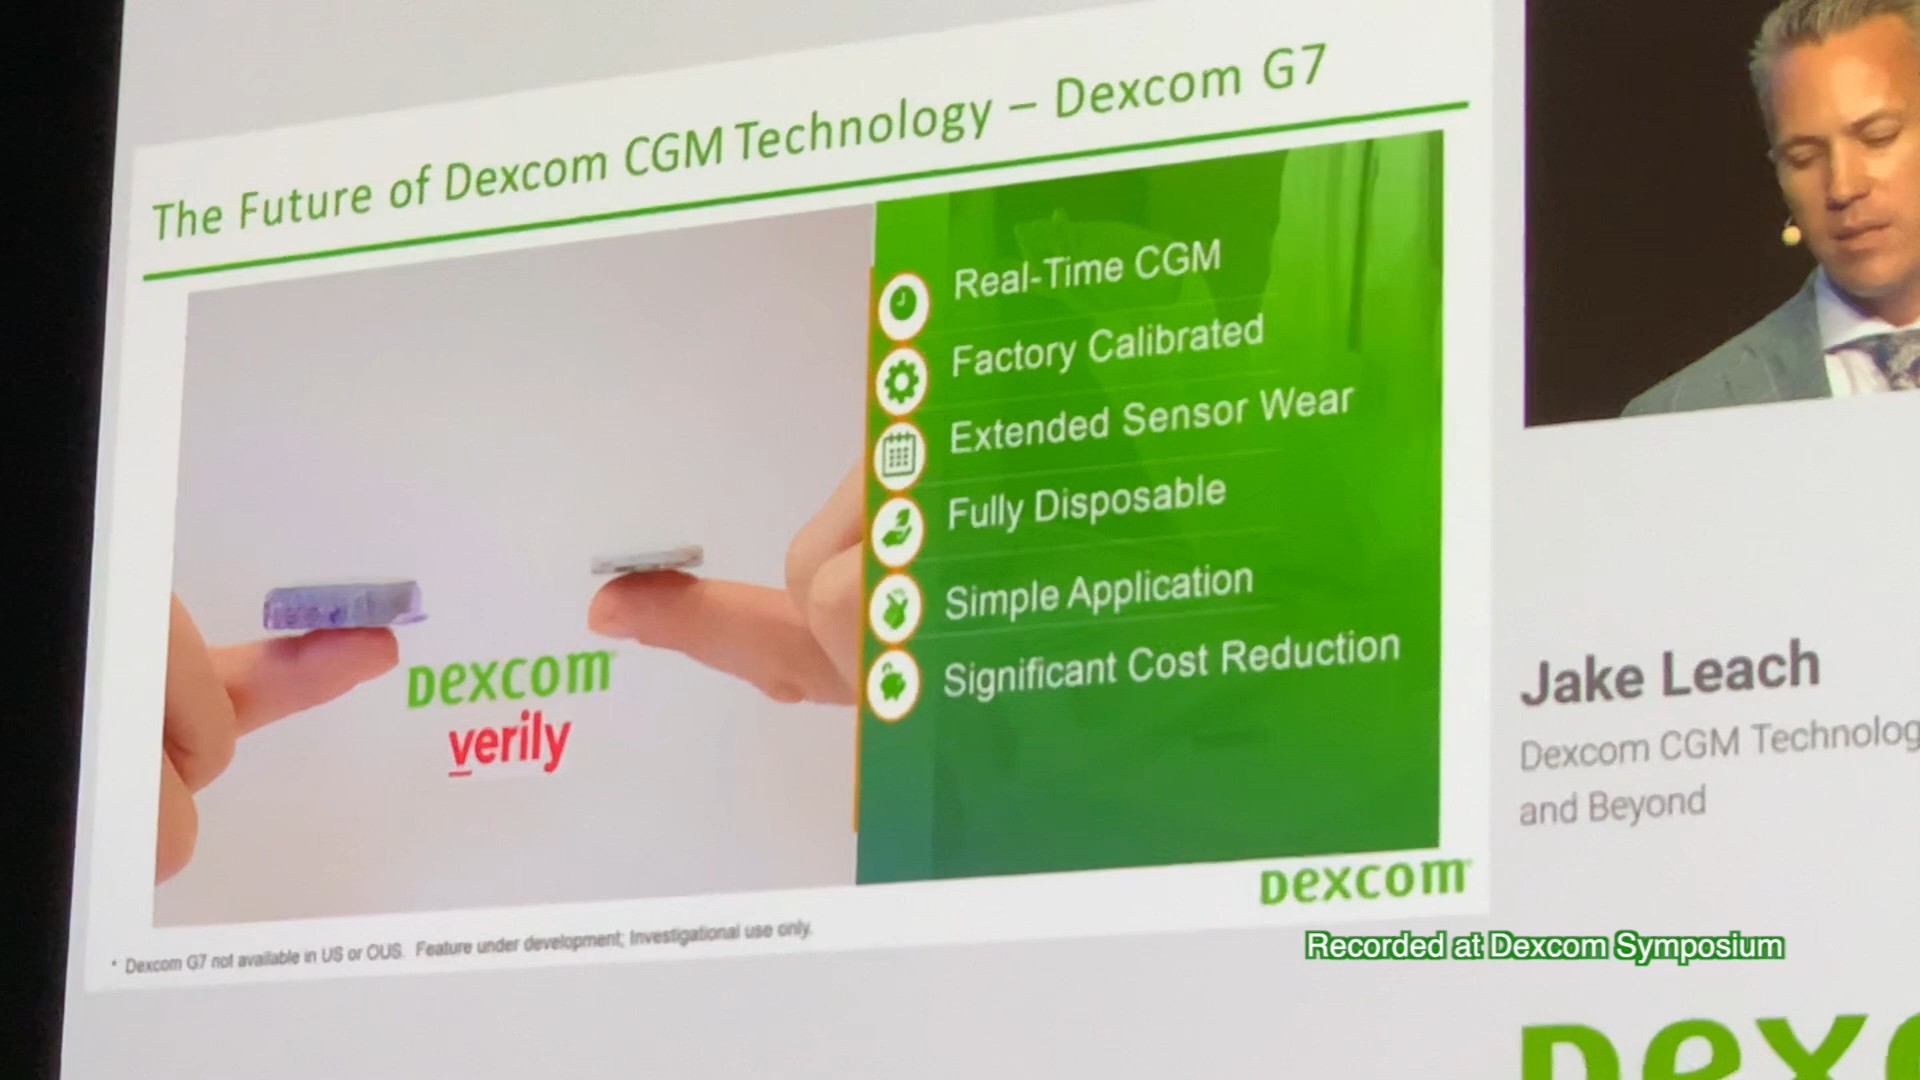 The Future of Dexcom CGM Technology – Dexcom G7
Real-Time CGM
Factory Calibrated
Extended Sensor Wear
Fully Disposable
Simple Application
Significant Cost Reduction
Dexcom
verily
Dexcom
* Dexcom G7 not available in US or OUS. Feature under development; Investigational use only.
Jake Leach
Dexcom CGM Technolog
and Beyond
Recorded at Dexcom Symposium
Dexc